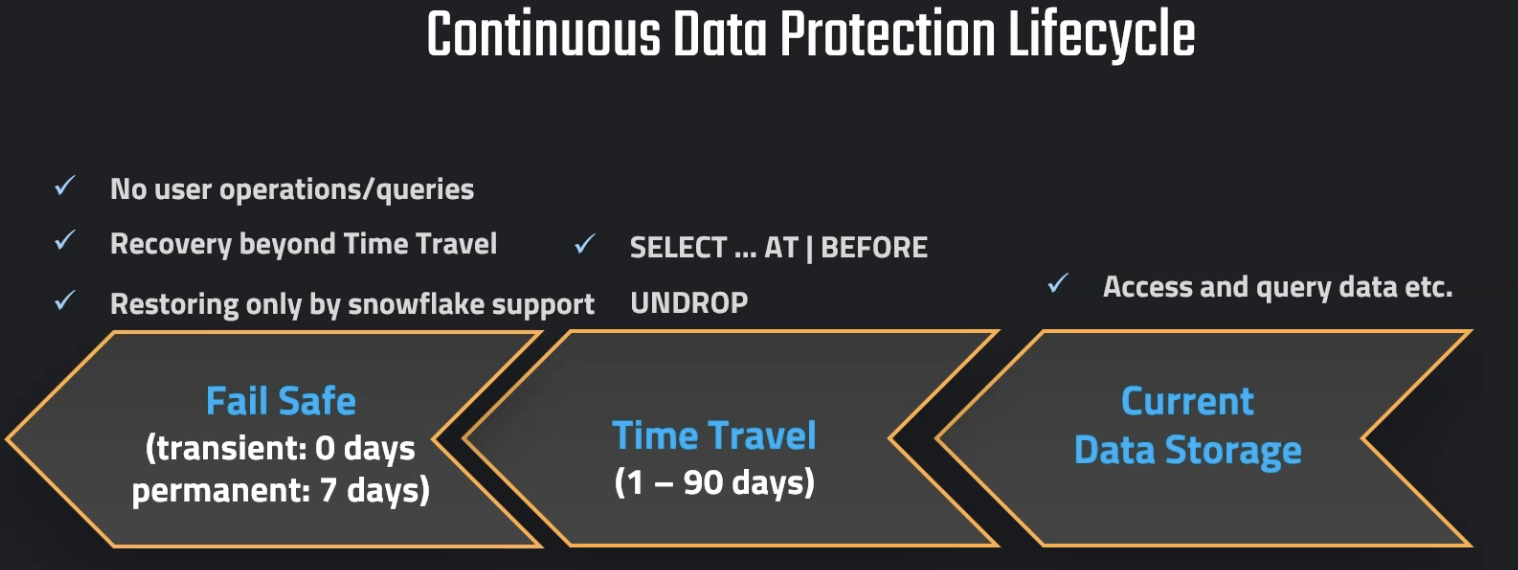 Continuous Data Protection Lifecycle
✓ No user operations/queries
✓ Recovery beyond Time Travel
✓ Restoring only by snowflake support
Fail Safe
(transient: 0 days
permanent: 7 days)
✓ SELECT ... AT | BEFORE
UNDROP
Time Travel
(1 – 90 days)
✓ Access and query data etc.
Current
Data Storage